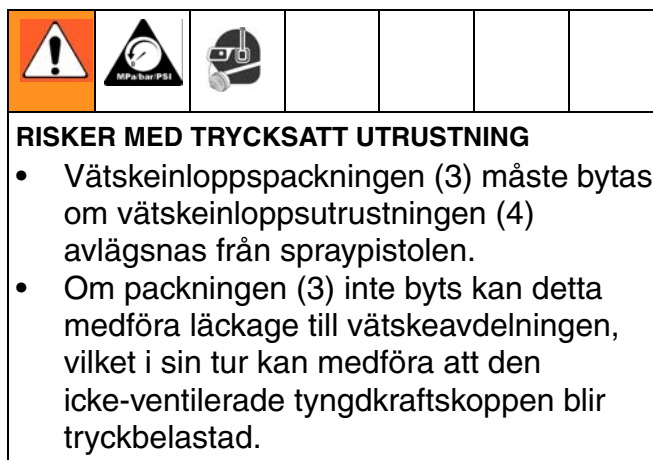 MPa/bar/PSI
RISKER MED TRYCKSATT UTRUSTNING
• Vätskeinloppspackningen (3) måste bytas
om vätskeinloppsutrustningen (4)
avlägsnas från spraypistolen.
• Om packningen (3) inte byts kan detta
medföra läckage till vätskeavdelningen,
vilket i sin tur kan medföra att den
icke-ventilerade tyngdkraftskoppen blir
tryckbelastad.